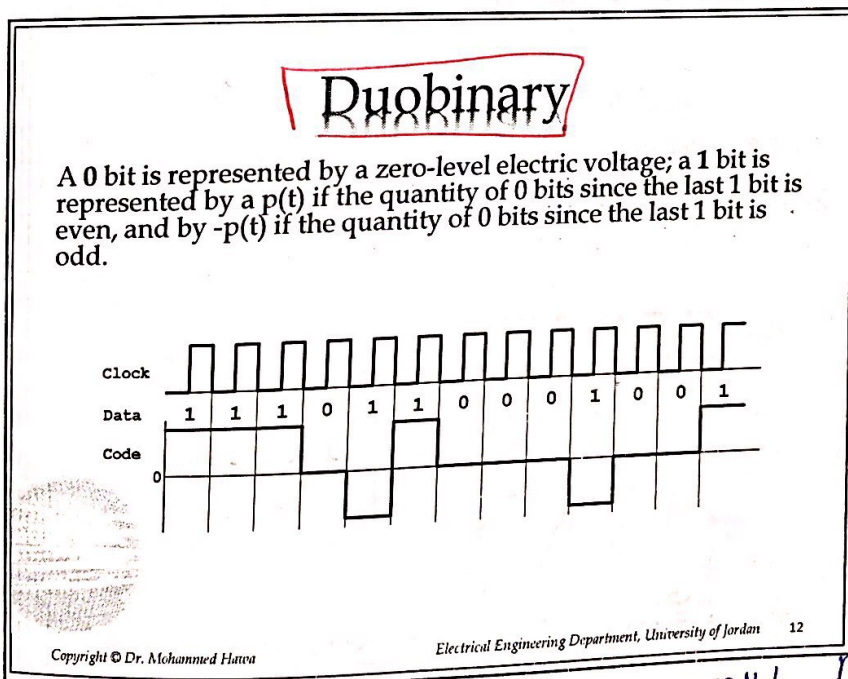 Duobinary
A 0 bit is represented by a zero-level electric voltage; a 1 bit is
represented by a p(t) if the quantity of 0 bits since the last 1 bit is
even, and by -p(t) if the quantity of 0 bits since the last 1 bit is
odd.
Clock
Data 1 1 1 0 1 1 0 0 0 1 0 0 1
Code
0
Copyright © Dr. Mohammed Hawa Electrical Engineering Department, University of Jordan 12